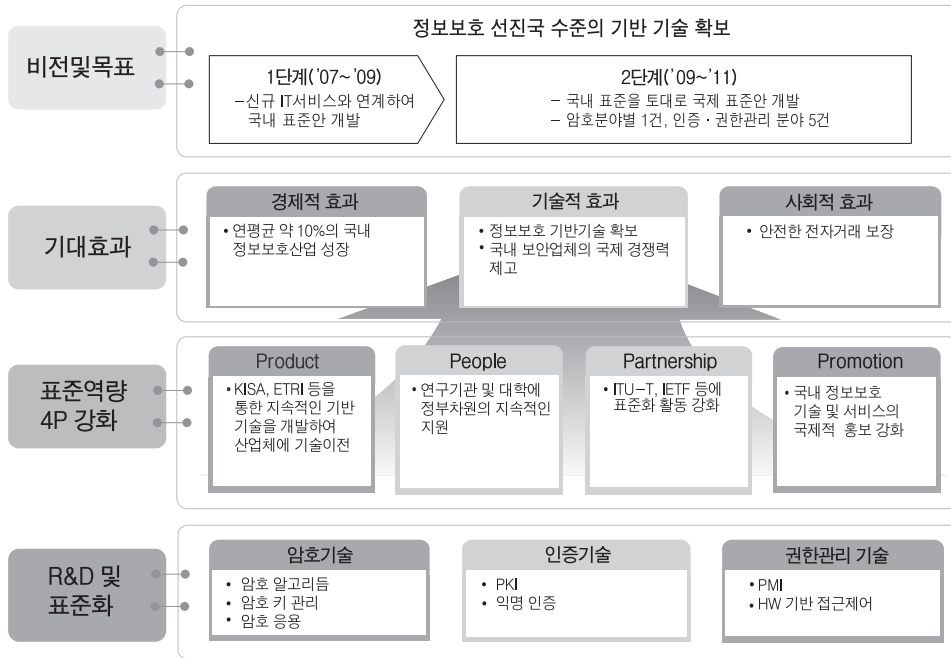 비전및목표
정보보호 선진국 수준의 기반 기술 확보
1단계('07~'09)
–신규 IT서비스와 연계하여
국내 표준안 개발
2단계('09~'11)
– 국내 표준을 토대로 국제 표준안 개발
– 암호분야별 1건, 인증·권한관리 분야 5건
기대효과
경제적 효과
• 연평균 약 10%의 국내
정보보호산업 성장
기술적 효과
• 정보보호 기반기술 확보
• 국내 보안업체의 국제 경쟁력
제고
사회적 효과
• 안전한 전자거래 보장
표준역량
4P 강화
Product
• KISA, ETRI 등을
통한 지속적인 기반
기술을 개발하여
산업체에 기술이전
People
• 연구기관 및 대학에
정부차원의 지속적인
지원
Partnership
• ITU–T, IETF 등에
표준화 활동 강화
Promotion
• 국내 정보보호
기술 및 서비스의
국제적 홍보 강화
R&D 및
표준화
암호기술
• 암호 알고리듬
• 암호 키 관리
• 암호 응용
인증기술
• PKI
• 익명 인증
권한관리 기술
• PMI
• HW 기반 접근제어